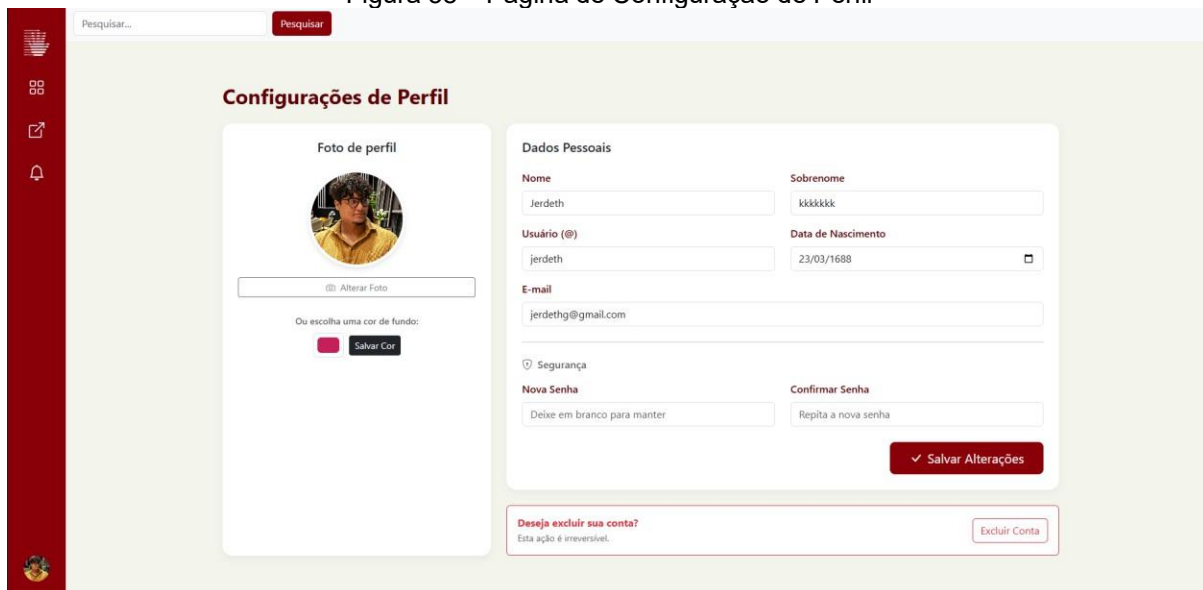 Pesquisar...
Pesquisar
Configurações de Perfil
Foto de perfil
Alterar Foto
Ou escolha uma cor de fundo:
Salvar Cor
Dados Pessoais
Nome
Sobrenome
Jerdeth
kkkkkkk
Usuário (@)
Data de Nascimento
jerdeth
23/03/1688
E-mail
jerdethg@gmail.com
Segurança
Nova Senha
Confirmar Senha
Deixe em branco para manter
Repita a nova senha
Salvar Alterações
Deseja excluir sua conta?
Esta ação é irreversível.
Excluir Conta